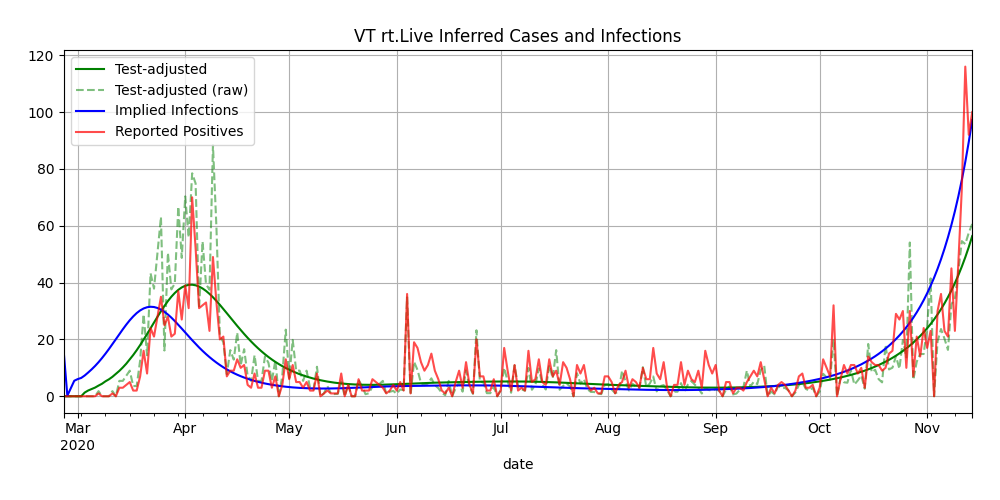 VT rt.Live Inferred Cases and Infections
120
100
80
60
40
20
0
Test-adjusted
Test-adjusted (raw)
Implied Infections
Reported Positives
Mar Apr May Jun Jul Aug Sep Oct Nov
2020
date